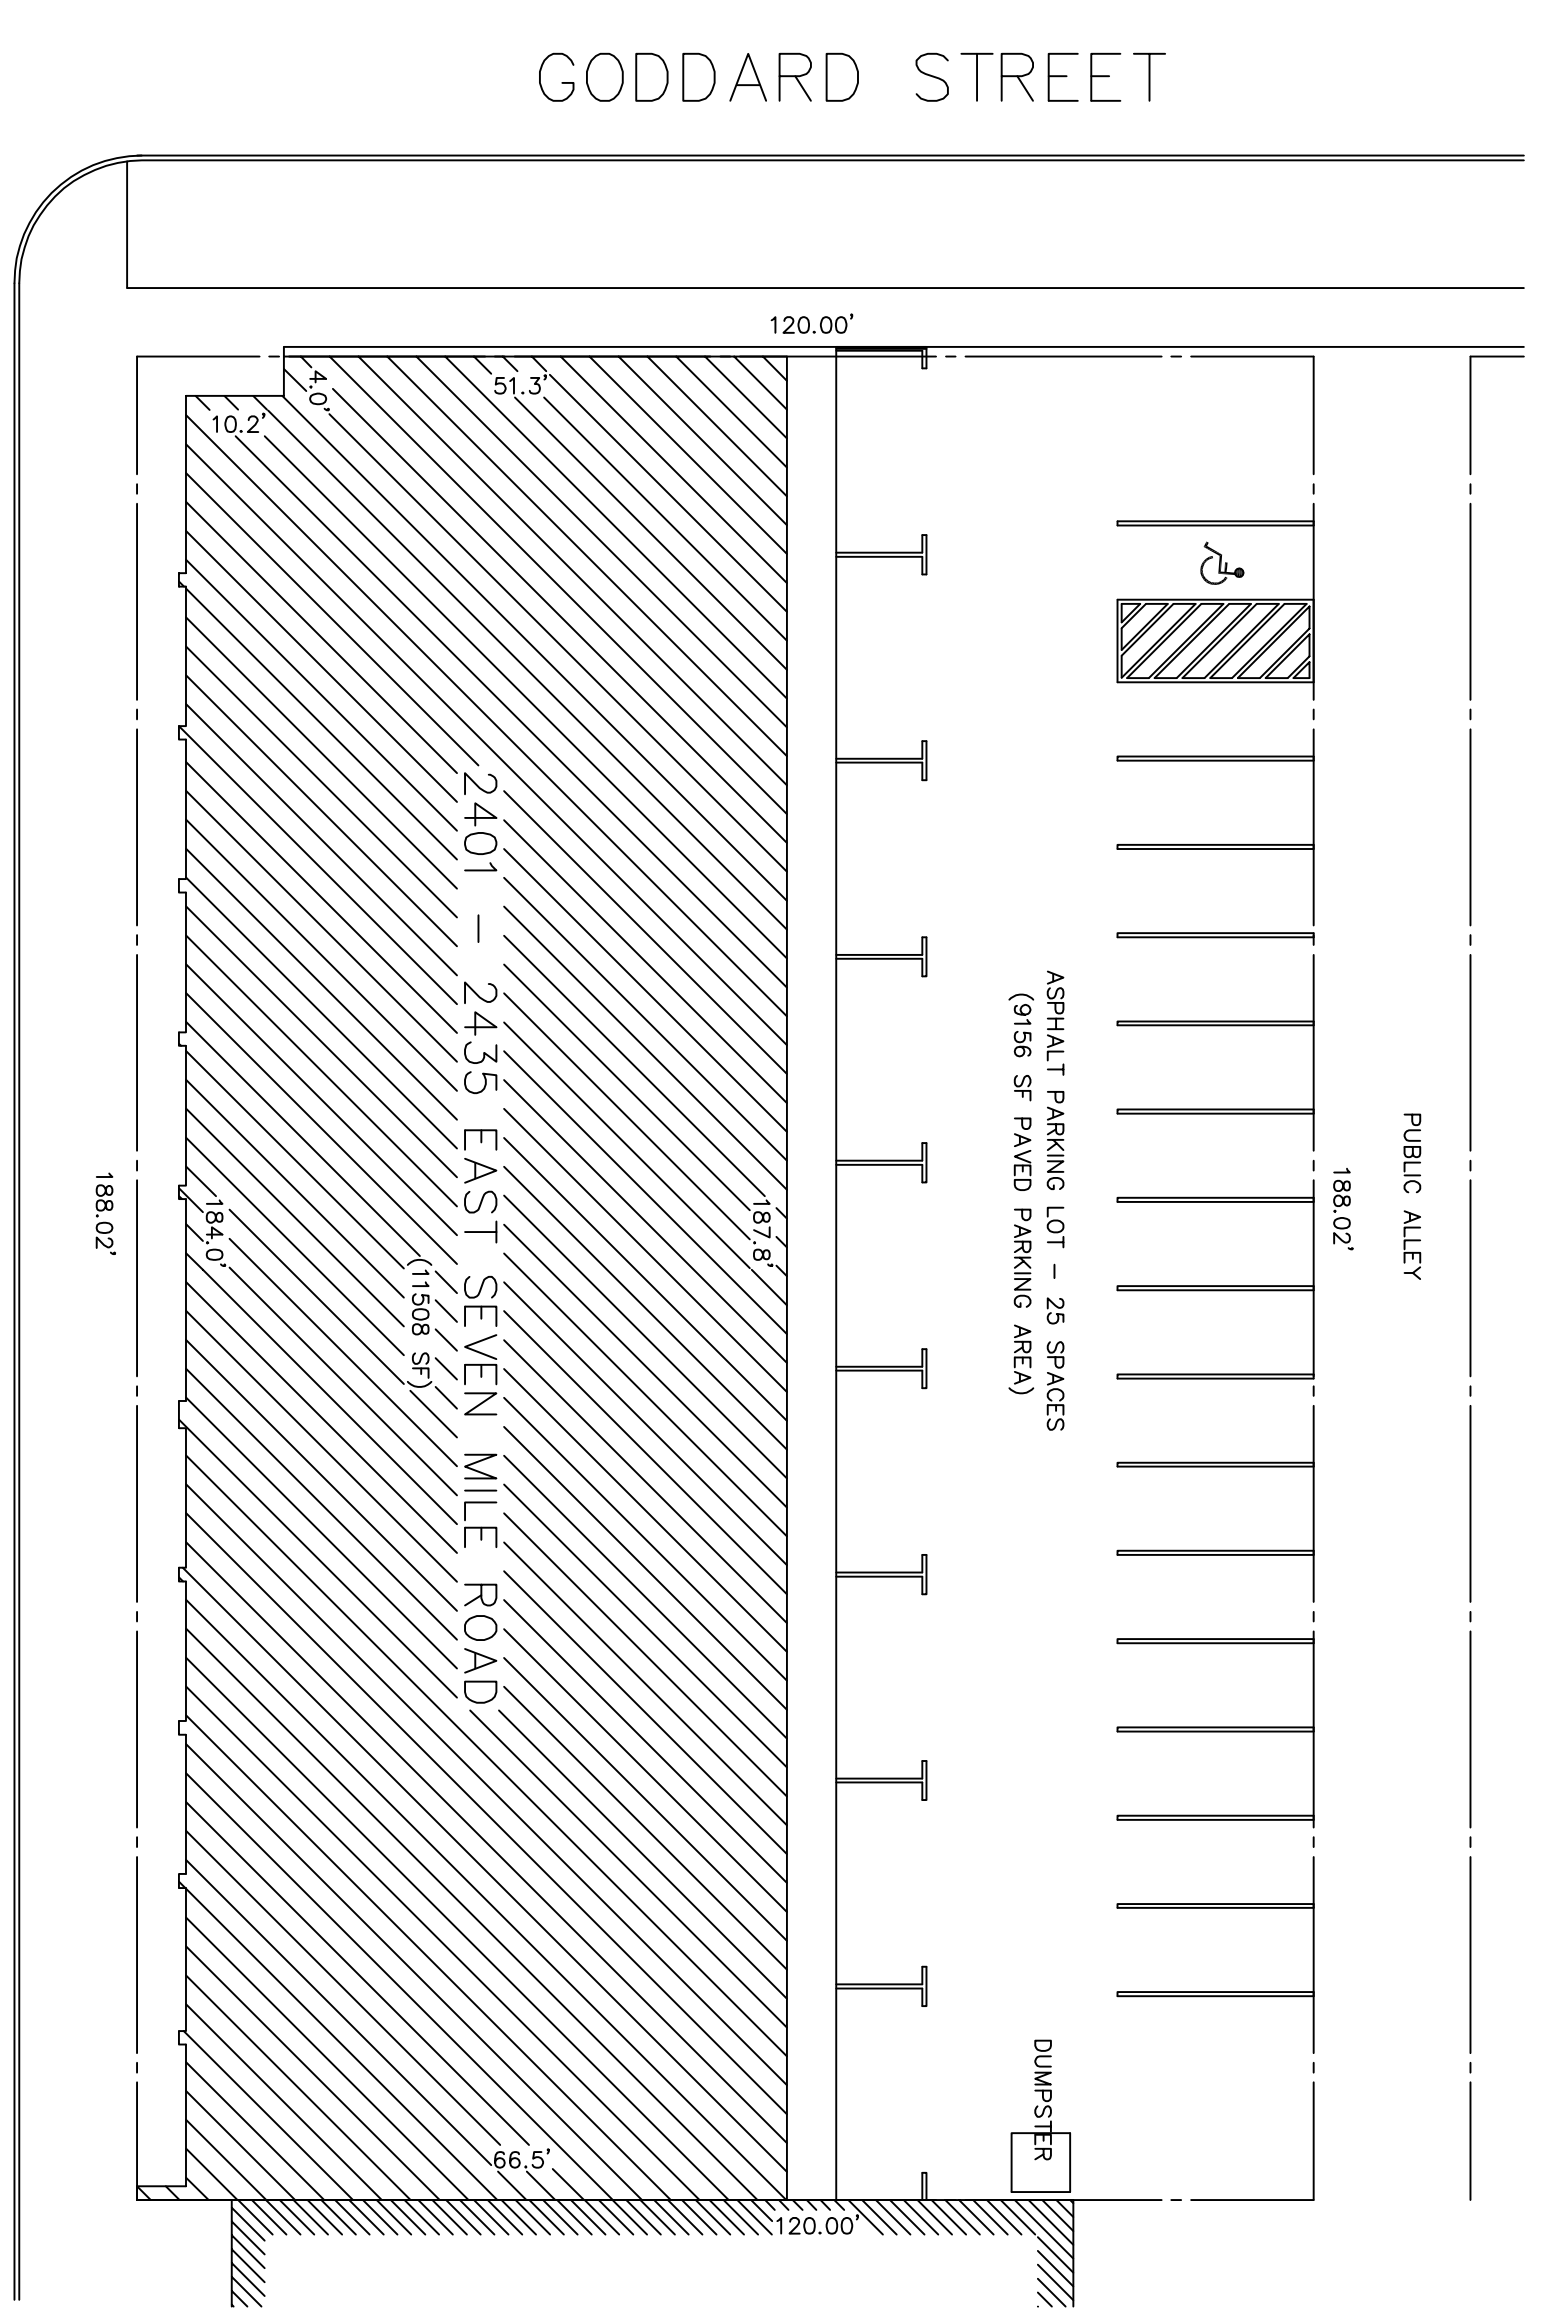 GODDARD STREET
120.00'
51.3'
4.0'
10.2'
2401 - 2435 EAST SEVEN MILE ROAD
(11508 SF)
187.8'
184.0'
188.02'
ASPHALT PARKING LOT - 25 SPACES
(9156 SF PAVED PARKING AREA)
188.02'
PUBLIC ALLEY
DUMPSTER
66.5'
120.00'